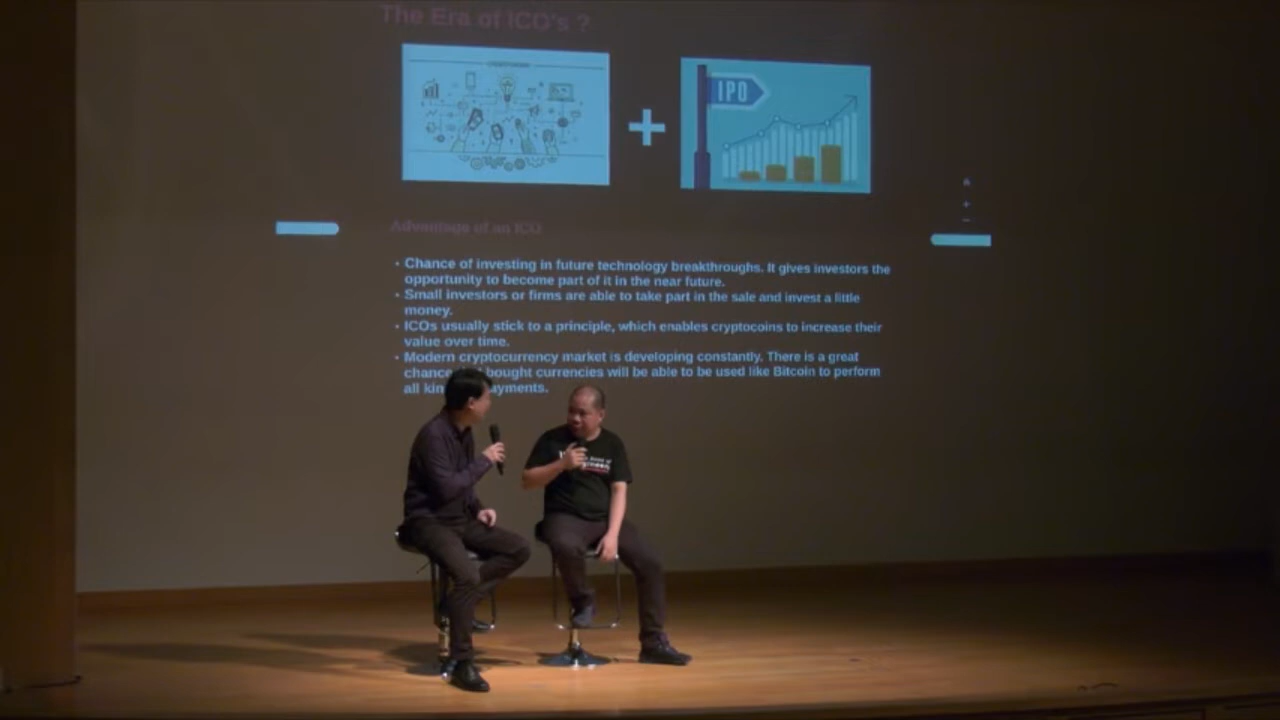 The Era of ICO's ?
IPO
Advantage of an ICO
• Chance of investing in future technology breakthroughs. It gives investors the
opportunity to become part of it in the near future.
• Small investors or firms are able to take part in the sale and invest a little
money.
• ICOs usually stick to a principle, which enables cryptocoins to increase their
value over time.
• Modern cryptocurrency market is developing constantly. There is a great
bought currencies will be able to be used like Bitcoin to perform
all